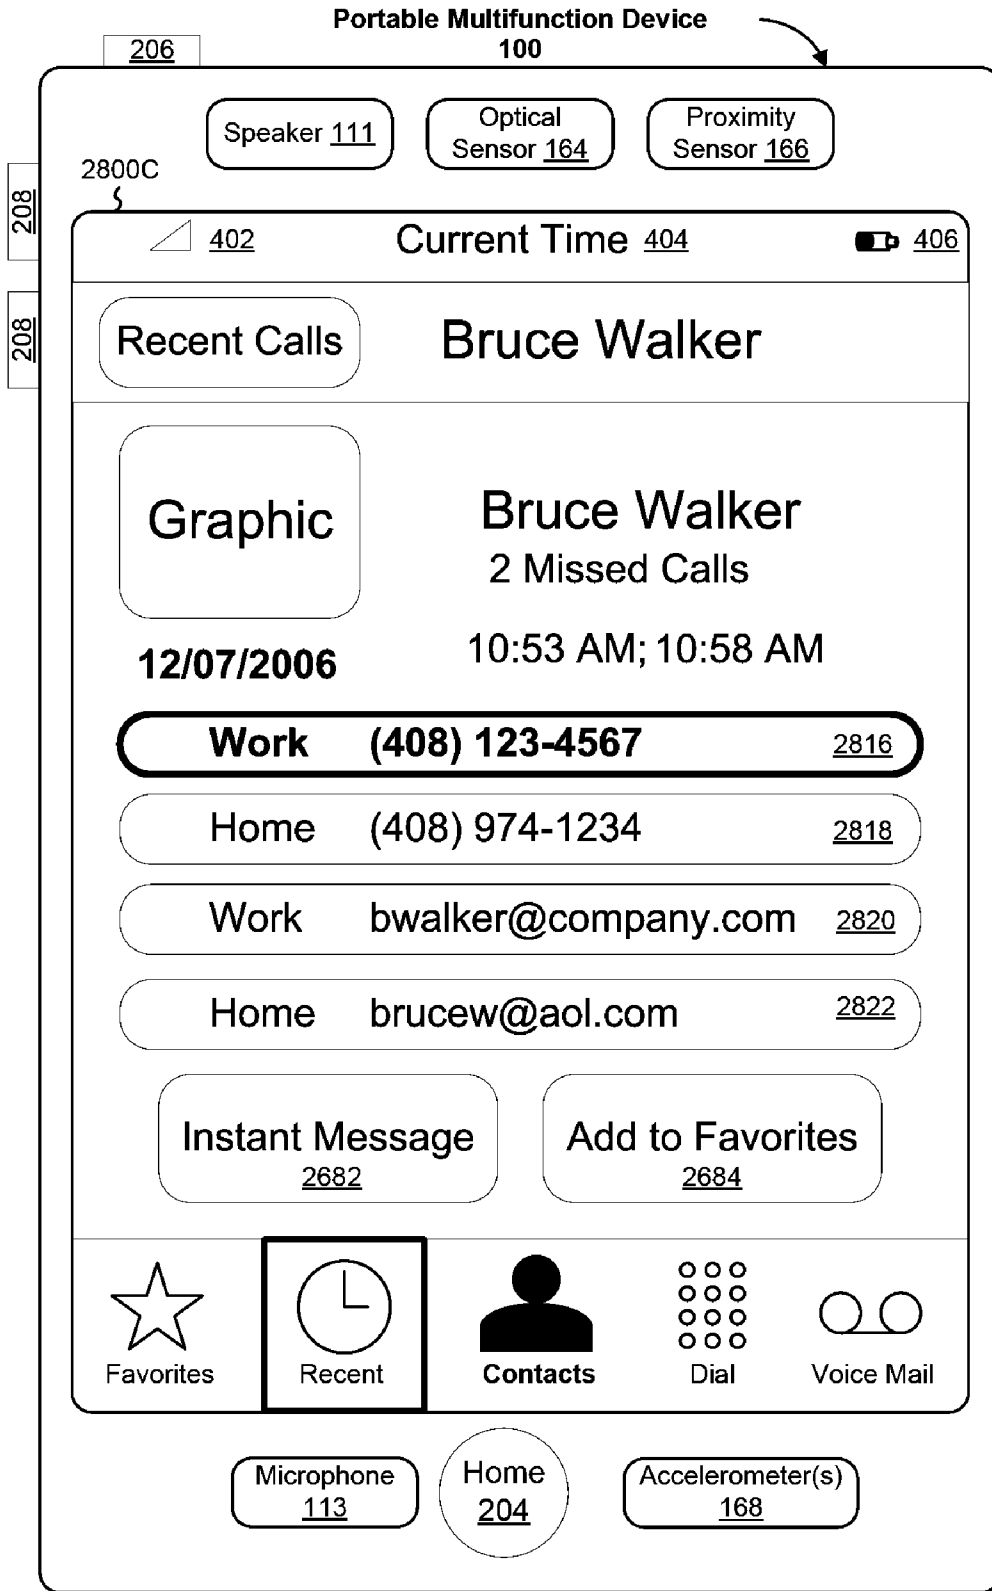 Portable Multifunction Device
100
206
Speaker 111
Optical
Sensor 164
Proximity
Sensor 166
2800C
208
208
402
Current Time 404
406
Recent Calls
Bruce Walker
Graphic
Bruce Walker
2 Missed Calls
12/07/2006
10:53 AM; 10:58 AM
Work (408) 123-4567 2816
Home (408) 974-1234 2818
Work bwalker@company.com 2820
Home brucew@aol.com 2822
Instant Message
2682
Add to Favorites
2684
Favorites
Recent
Contacts
Dial
Voice Mail
Microphone
113
Home
204
Accelerometer(s)
168